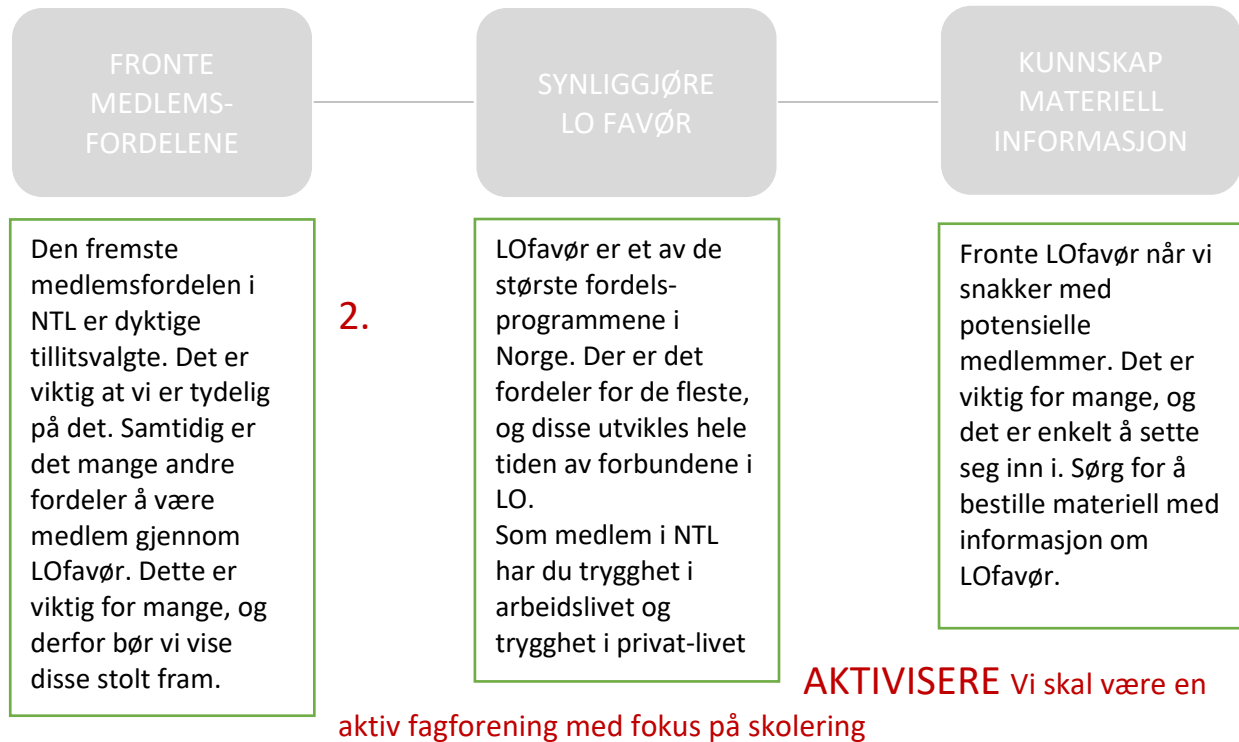 FRONTE
MEDLEMS-
FORDELENE
SYNLIGGJØRE
LO FAVØR
KUNNSKAP
MATERIELL
INFORMASJON
Den fremste
medlemsfordelen i
NTL er dyktige
tillitsvalgte. Det er
viktig at vi er tydelig
på det. Samtidig er
det mange andre
fordeler å være
medlem gjennom
LOfavør. Dette er
viktig for mange, og
derfor bør vi vise
disse stolt fram.
LOfavør er et av de
største fordels-
programmene i
Norge. Der er det
fordeler for de fleste,
og disse utvikles hele
tiden av forbundene i
LO.
Som medlem i NTL
har du trygghet i
arbeidslivet og
trygghet i privat-livet
Fronte LOfavør når vi
snakker med
potensielle
medlemmer. Det er
viktig for mange, og
det er enkelt å sette
seg inn i. Sørg for å
bestille materiell med
informasjon om
LOfavør.
2.
AKTIVISERE Vi skal være en
aktiv fagforening med fokus på skolering